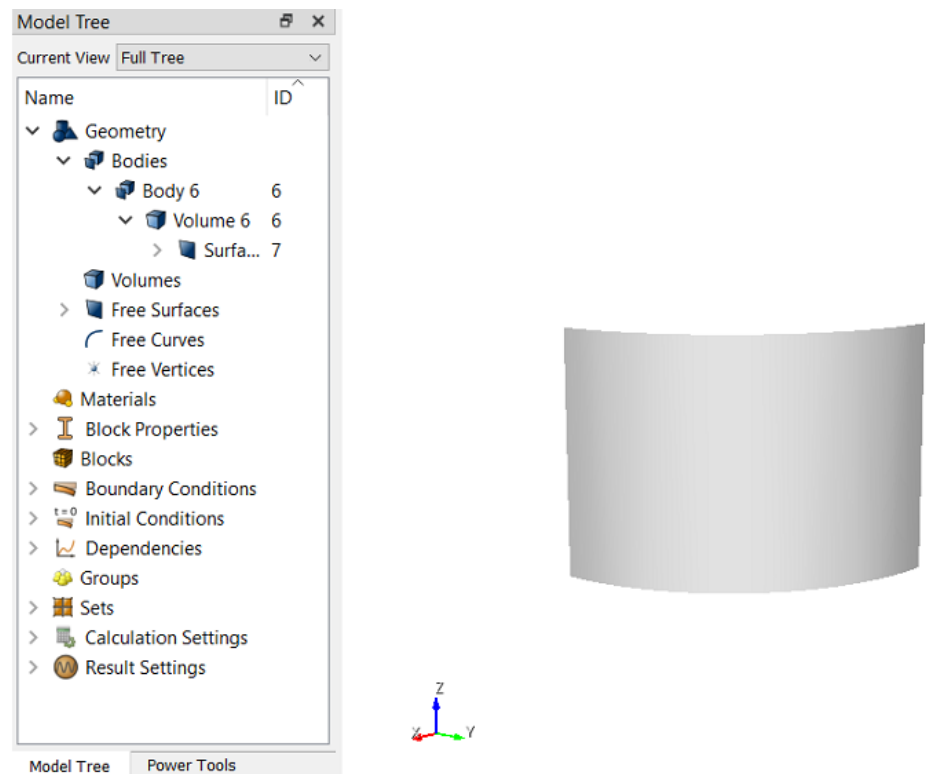 Model Tree
Current View Full Tree
Name ID
Geometry
Bodies
Body 6 6
Volume 6 6
Surfa... 7
Volumes
Free Surfaces
Free Curves
Free Vertices
Materials
Block Properties
Blocks
Boundary Conditions
t=0
Initial Conditions
Dependencies
Groups
Sets
Calculation Settings
Result Settings
Model Tree Power Tools
Z
X Y